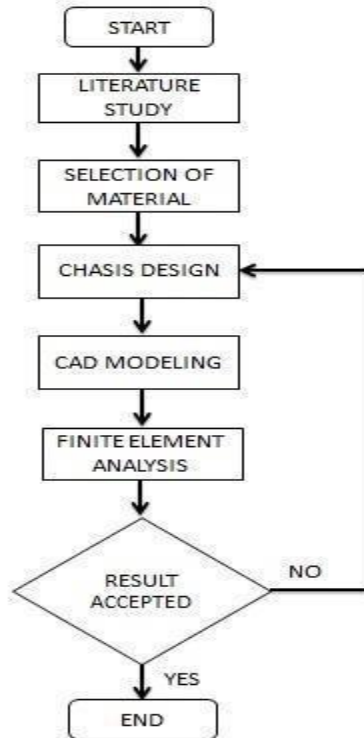 START
LITERATURE
STUDY
SELECTION OF
MATERIAL
CHASIS DESIGN
CAD MODELING
FINITE ELEMENT
ANALYSIS
RESULT
ACCEPTED
NO
YES
END